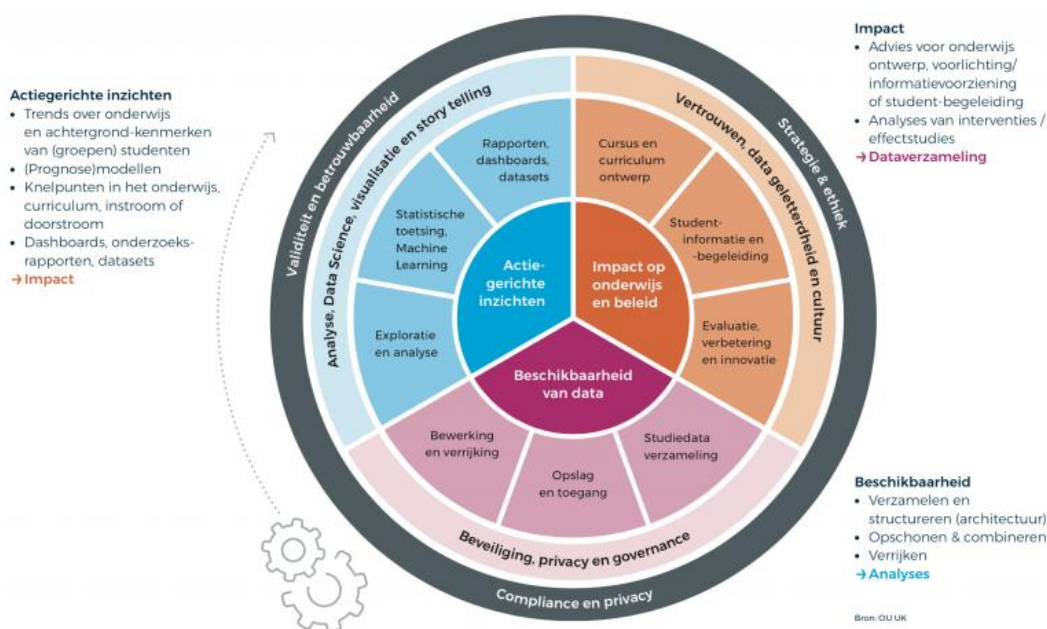 Actiegerichte inzichten
• Trends over onderwijs
en achtergrond-kenmerken
van (groepen) studenten
• (Prognose)modellen
• Knelpunten in het onderwijs,
curriculum, instroom of
doorstroom
• Dashboards, onderzoeks-
rapporten, datasets
→ Impact
Validiteit en betrouwbaarheid
Strategie & ethiek
Compliance en privacy
Analyse, Data Science, visualisatie en story telling
Vertrouwen, data geletterdheid en cultuur
Beveiliging, privacy en governance
Rapporten,
dashboards,
datasets
Statistische
toetsing,
Machine
Learning
Exploratie
en analyse
Cursus en
curriculum
ontwerp
Student-
informatie en
-begeleiding
Evaluatie,
verbetering
en innovatie
Actie-
gerichte
inzichten
Impact op
onderwijs
en beleid
Beschikbaarheid
van data
Bewerking
en verrijking
Opslag
en toegang
Studiedata
verzameling
Impact
• Advies voor onderwijs
ontwerp, voorlichting/
informatievoorziening
of student-begeleiding
• Analyses van interventies /
effectstudies
→ Dataverzameling
Beschikbaarheid
• Verzamelen en
structureren (architectuur)
• Opschonen & combineren
• Verrijken
→ Analyses
Bron: OU UK